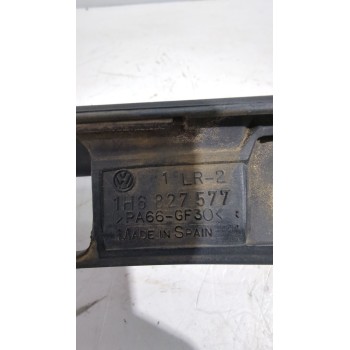 1 LR-2
1H6 827 577
>PA66-GF30<
MADE IN SPAIN